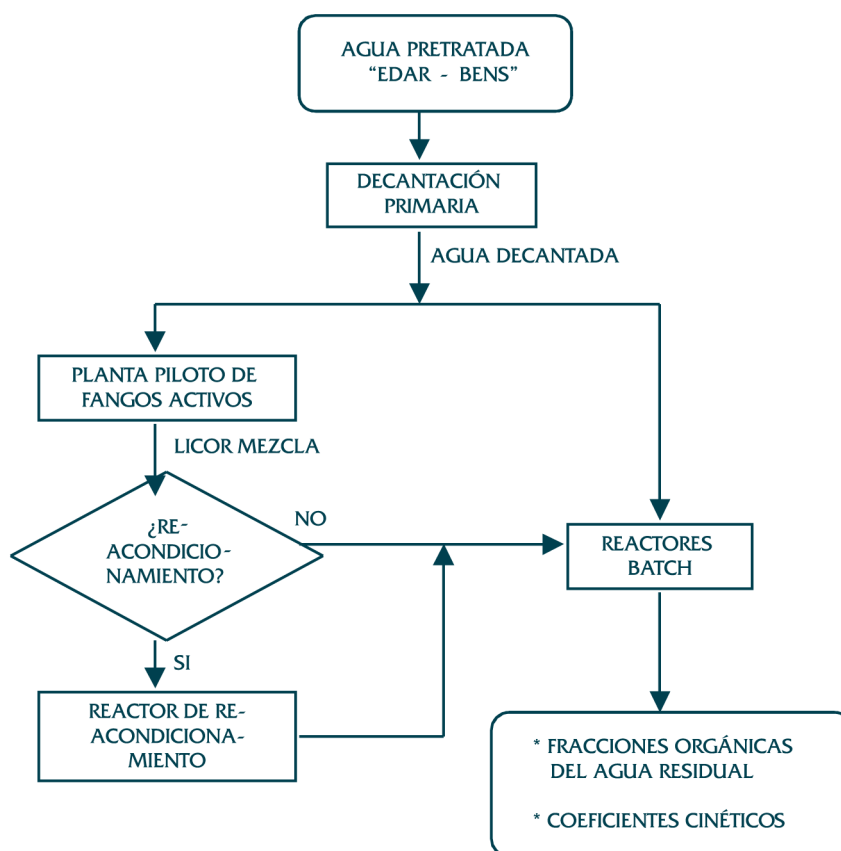 AGUA PRETRATADA
“EDAR - BENS”
DECANTACIÓN
PRIMARIA
AGUA DECANTADA
PLANTA PILOTO DE
FANGOS ACTIVOS
LICOR MEZCLA
¿RE-
ACONDICIO-
NAMIENTO?
NO
REACTORES
BATCH
SI
REACTOR DE RE-
ACONDICIONA-
MIENTO
* FRACCIONES ORGÁNICAS
DEL AGUA RESIDUAL
* COEFICIENTES CINÉTICOS